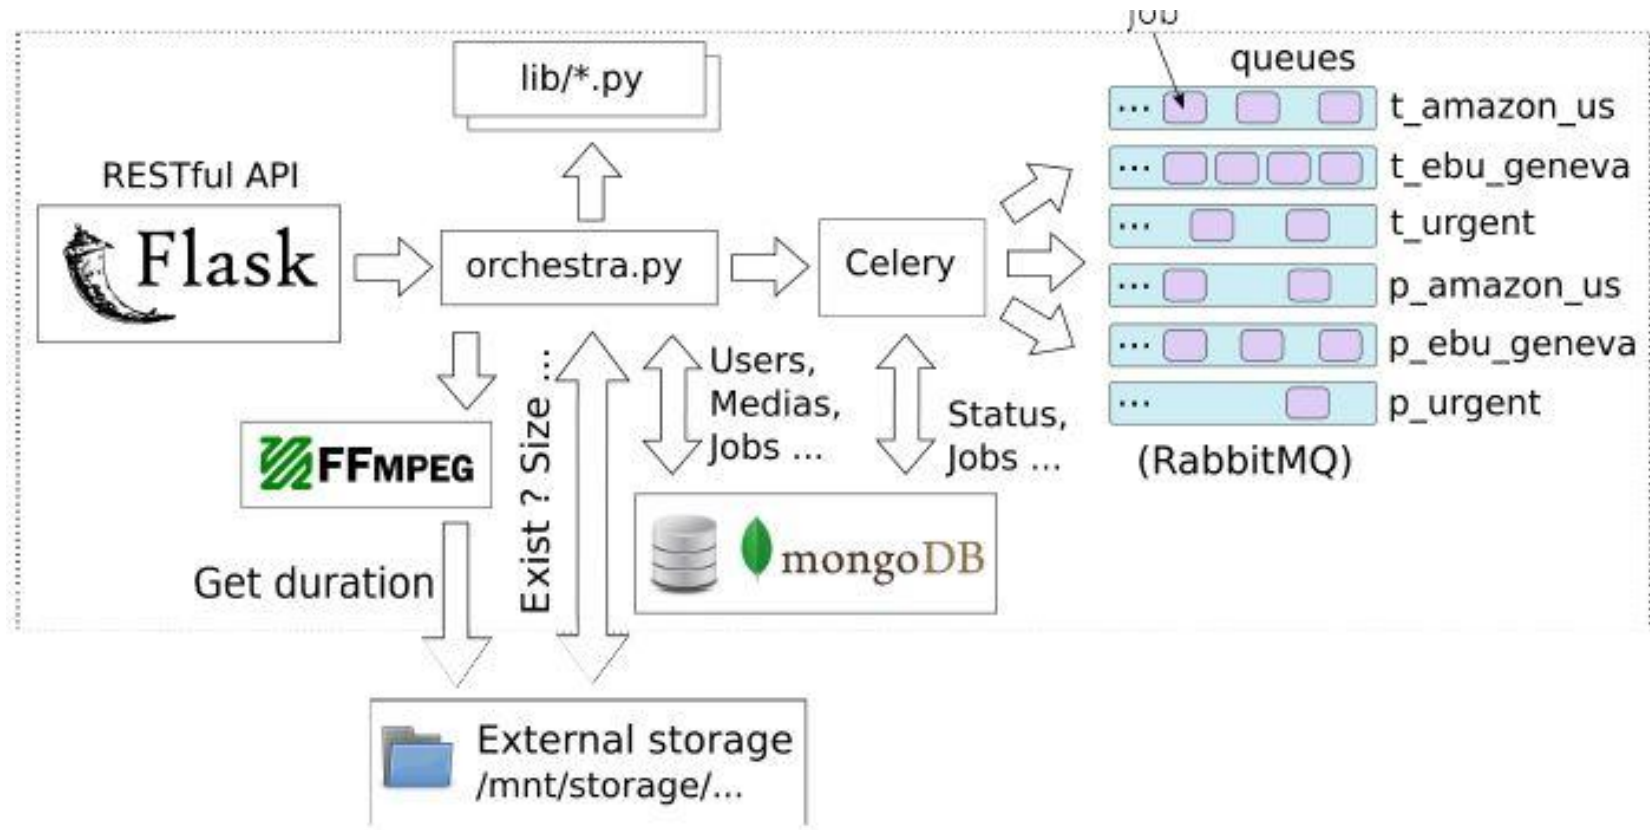 job
queues
lib/*.py
t_amazon_us
RESTful API
t_ebu_geneva
Flask
orchestra.py
Celery
t_urgent
p_amazon_us
p_ebu_geneva
p_urgent
(RabbitMQ)
Users,
Medias,
Jobs ...
Status,
Jobs ...
Exist ? Size ...
FFMPEG
mongoDB
Get duration
External storage
/mnt/storage/...